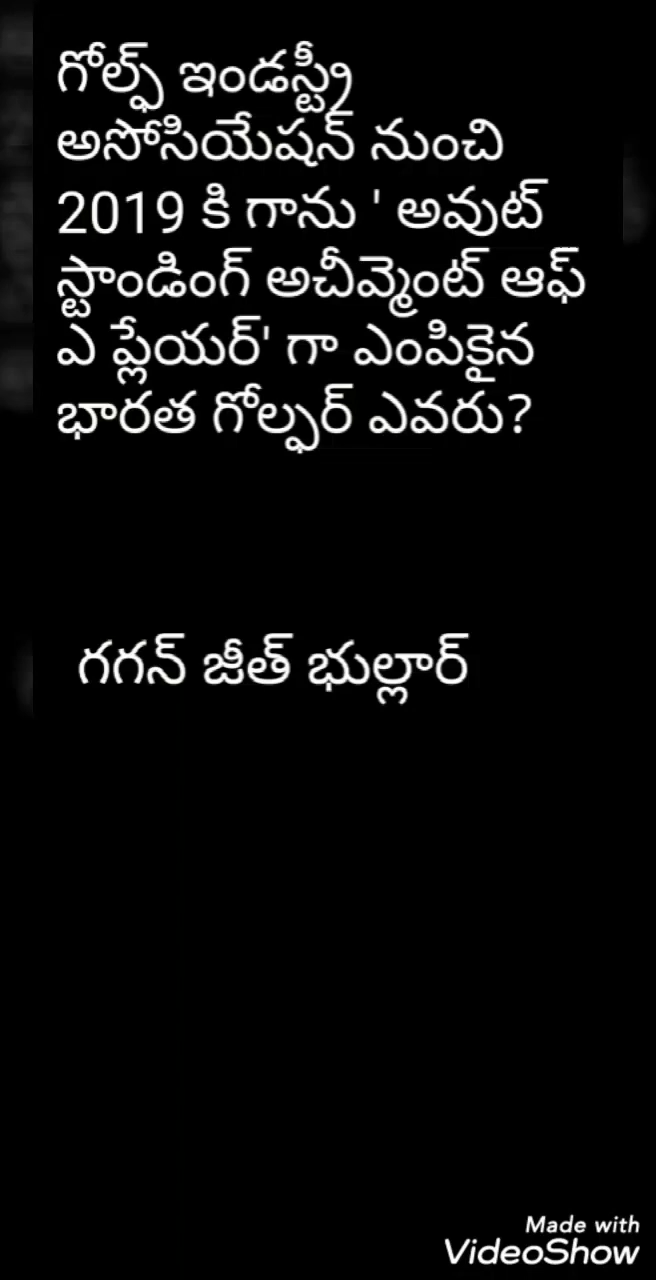 గోల్ఫ్ ఇండస్ట్రీ
అసోసియేషన్ నుంచి
2019 కి గాను ' అవుట్
స్టాండింగ్ అచీవ్మెంట్ ఆఫ్
ఏ ప్లేయర్' గా ఎంపికైన
భారత గోల్ఫర్ ఎవరు?
గగన్ జీత్ భుల్లార్
Made with
VideoShow